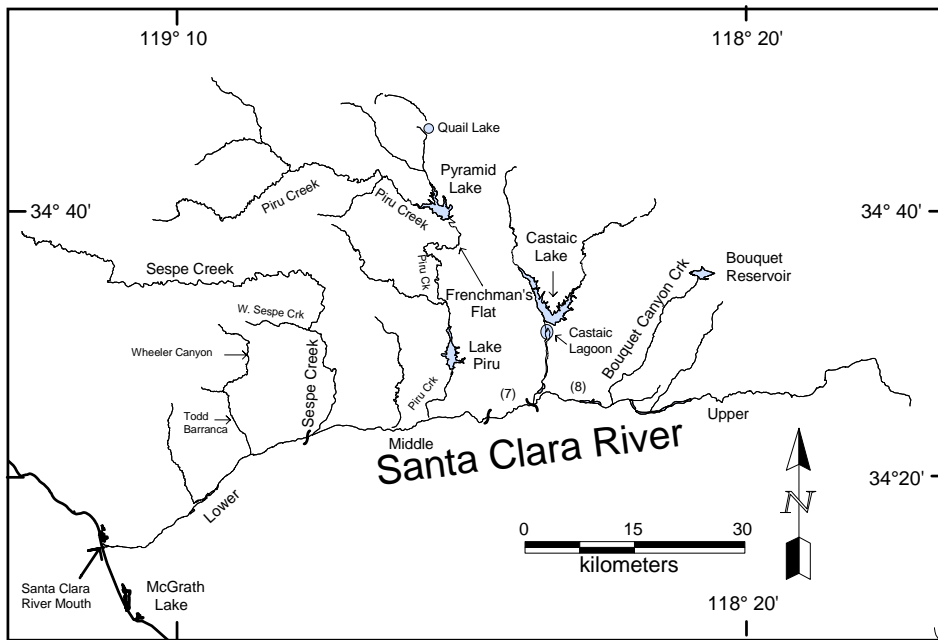 119° 10
118° 20
Quail Lake
Pyramid
Lake
Piru Creek
Piru Creek
34° 40'
34° 40'
Castaic
Lake
Sespe Creek
Piru Ck
Bouquet
Reservoir
Frenchman's
Flat
Bouquet Canyon Crk
W. Sespe Crk
Castaic
Lagoon
Wheeler Canyon
Sespe Creek
Lake
Piru
Piru Crk
(7)
(8)
Todd
Barranca
Upper
Middle
Santa Clara River
Lower
34° 20'
N
0
15
30
kilometers
Santa Clara
River Mouth
McGrath
Lake
118° 20'